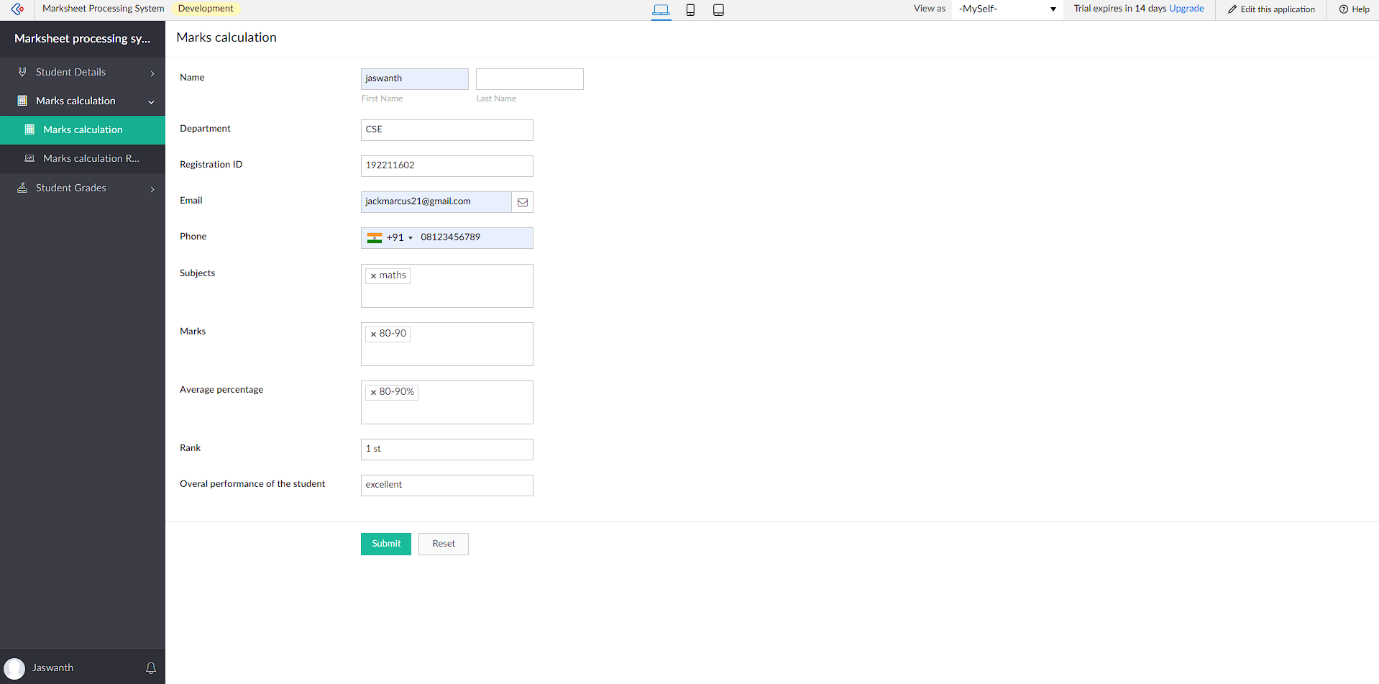 Marksheet Processing System Development View as -MySelf- Trial expires in 14 days Upgrade Edit this application Help
Marksheet processing sy...
Student Details
Marks calculation
Marks calculation
Marks calculation R...
Student Grades
Jaswanth
Marks calculation
Name jaswanth
First Name Last Name
Department CSE
Registration ID 192211602
Email jackmarcus21@gmail.com
Phone +91 08123456789
Subjects × maths
Marks × 80-90
Average percentage × 80-90%
Rank 1 st
Overal performance of the student excellent
Submit Reset